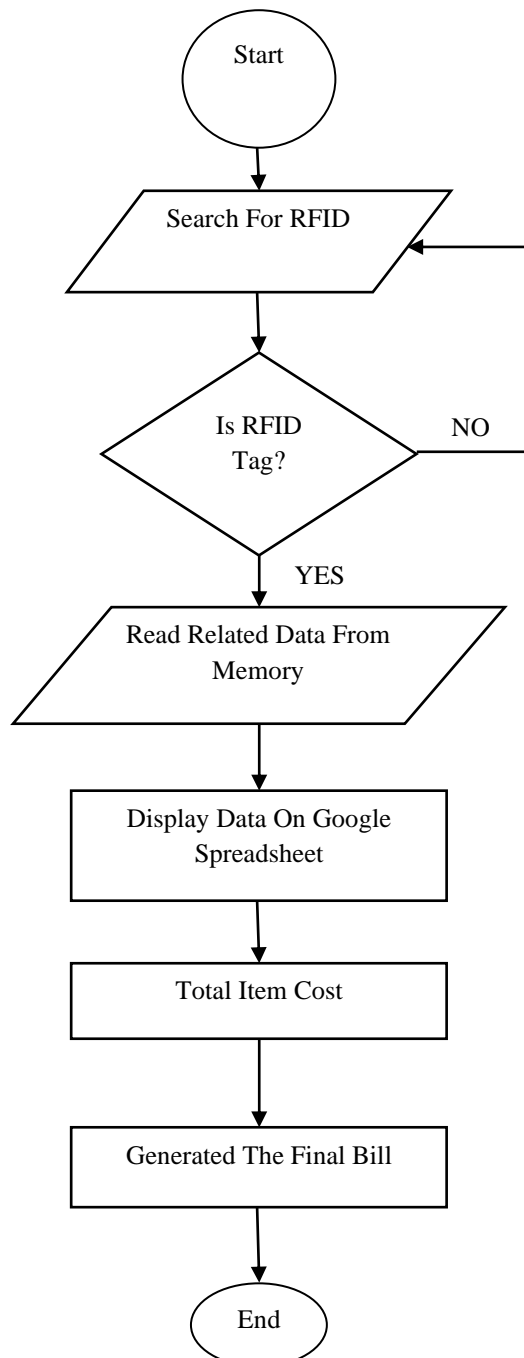 Start
Search For RFID
Is RFID
Tag?
NO
YES
Read Related Data From
Memory
Display Data On Google
Spreadsheet
Total Item Cost
Generated The Final Bill
End